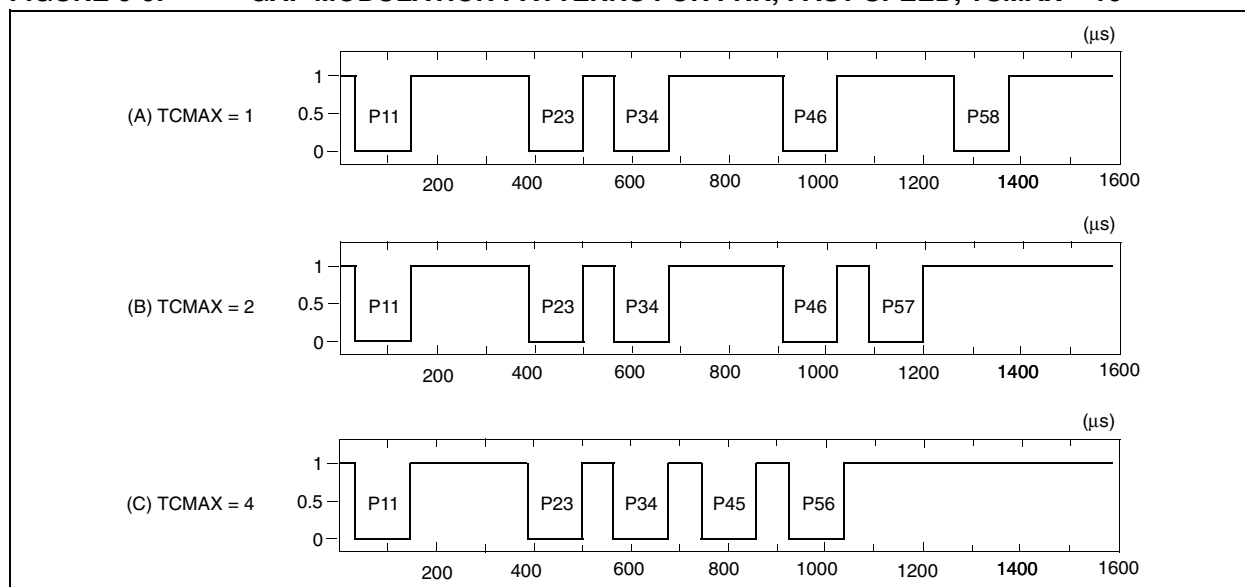 (μs)
1
(A) TCMAX = 1
0.5
0
P11
P23
P34
P46
P58
200
400
600
800
1000
1200
1400
1600
(μs)
1
(B) TCMAX = 2
0.5
0
P11
P23
P34
P46
P57
200
400
600
800
1000
1200
1400
1600
(μs)
1
(C) TCMAX = 4
0.5
0
P11
P23
P34
P45
P56
200
400
600
800
1000
1200
1400
1600